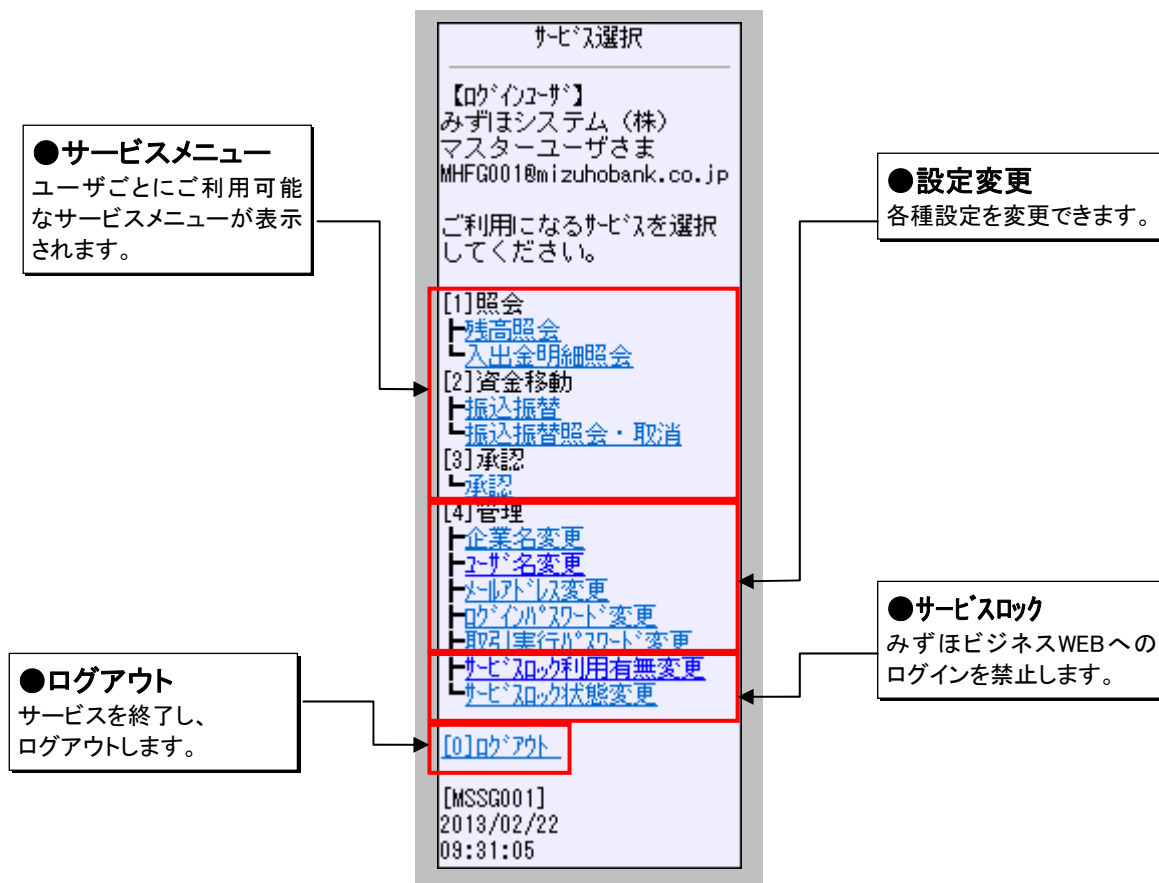 ｻｰﾋﾞｽ選択
【ﾛｸﾞｲﾝﾕｰｻﾞ】
みずほシステム（株）
マスターユーザさま
MHFG001@mizuhobank.co.jp
ご利用になるｻｰﾋﾞｽを選択
してください。
[1]照会
┣残高照会
┗入出金明細照会
[2]資金移動
┣振込振替
┗振込振替照会・取消
[3]承認
┗承認
[4]管理
┣企業名変更
┣ﾕｰｻﾞ名変更
┣ﾒｰﾙｱﾄﾞﾚｽ変更
┣ﾛｸﾞｲﾝﾊﾟｽﾜｰﾄﾞ変更
┣取引実行ﾊﾟｽﾜｰﾄﾞ変更
┣ｻｰﾋﾞｽﾛｯｸ利用有無変更
┗ｻｰﾋﾞｽﾛｯｸ状態変更
[0]ﾛｸﾞｱｳﾄ
[MSSG001]
2013/02/22
09:31:05
●サービスメニュー
ユーザごとにご利用可能
なサービスメニューが表示
されます。
●ログアウト
サービスを終了し、
ログアウトします。
●設定変更
各種設定を変更できます。
●ｻｰﾋﾞｽﾛｯｸ
みずほビジネスWEBへの
ログインを禁止します。